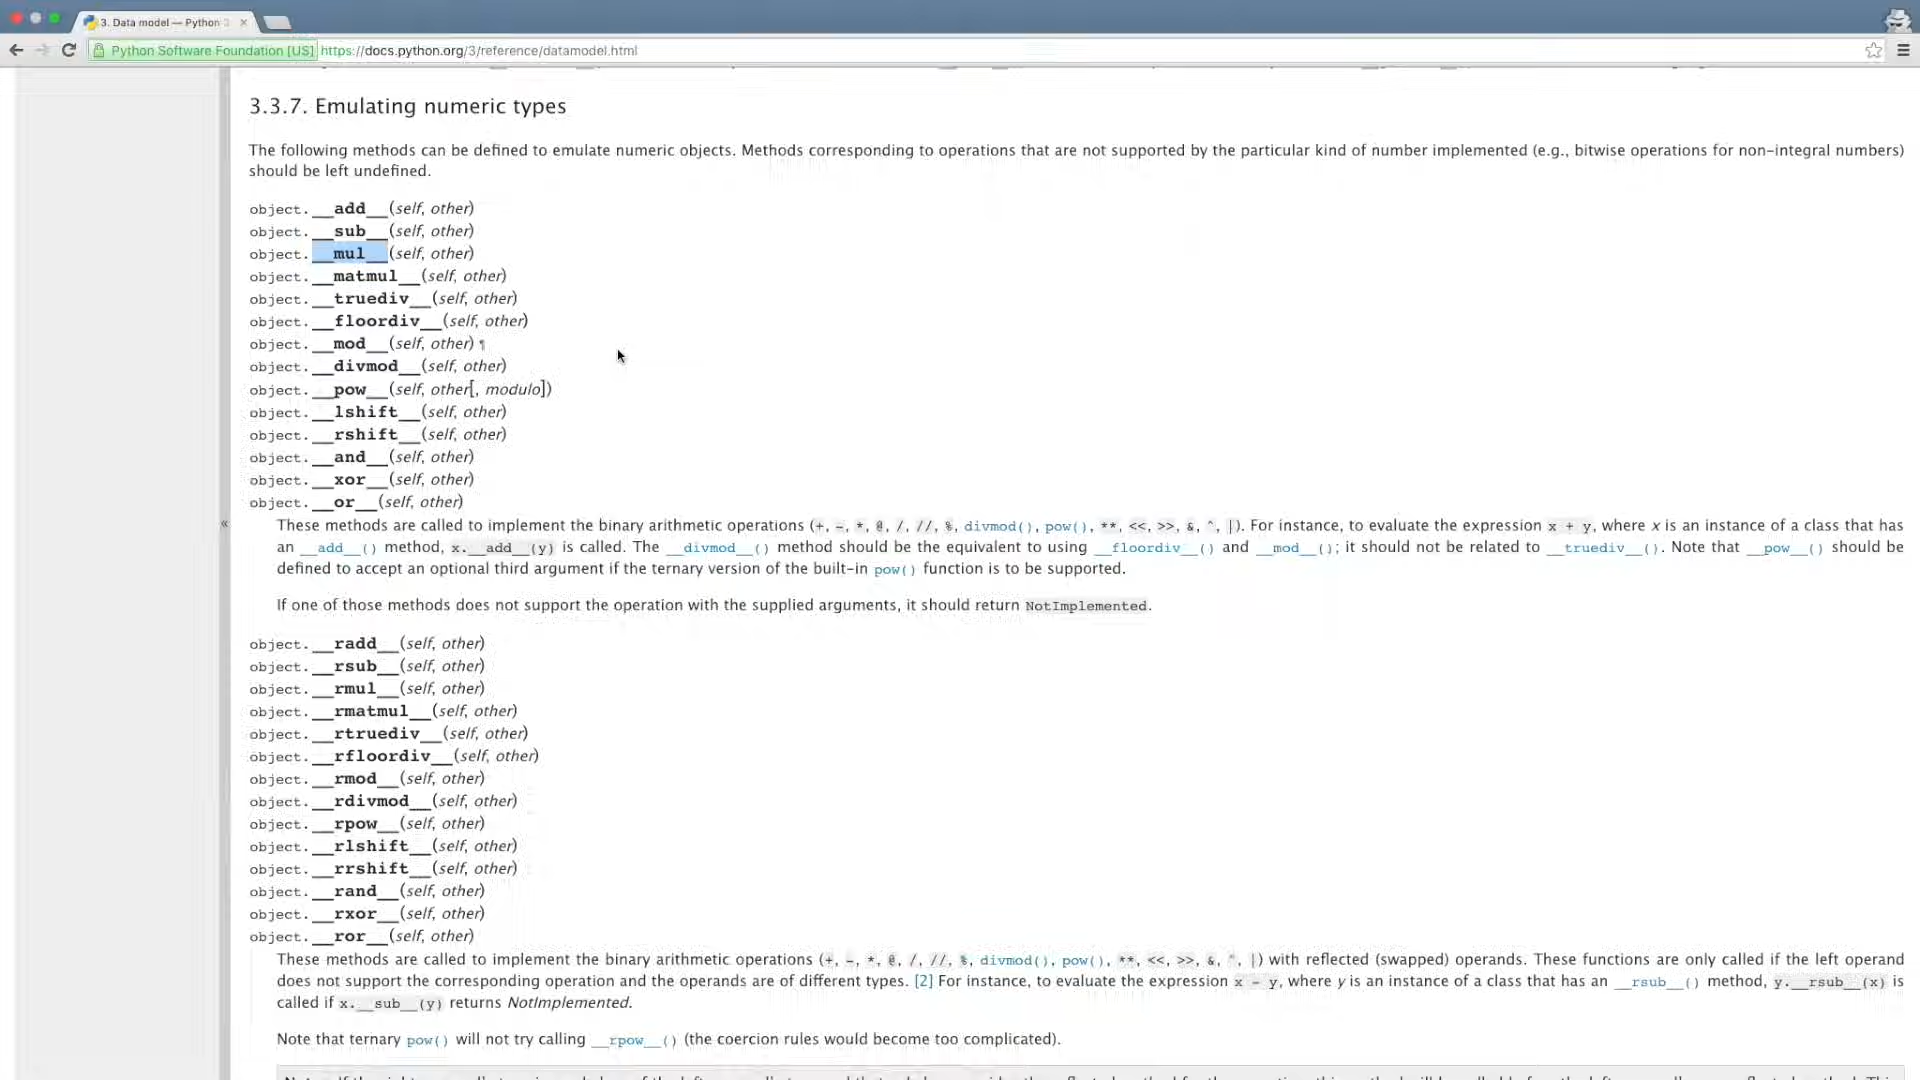 3. Data model — Python
Python Software Foundation [US] https://docs.python.org/3/reference/datamodel.html
3.3.7. Emulating numeric types
The following methods can be defined to emulate numeric objects. Methods corresponding to operations that are not supported by the particular kind of number implemented (e.g., bitwise operations for non-integral numbers)
should be left undefined.
object.__add__(self, other)
object.__sub__(self, other)
object.__mul__(self, other)
object.__matmul__(self, other)
object.__truediv__(self, other)
object.__floordiv__(self, other)
object.__mod__(self, other) ¶
object.__divmod__(self, other)
object.__pow__(self, other[, modulo])
object.__lshift__(self, other)
object.__rshift__(self, other)
object.__and__(self, other)
object.__xor__(self, other)
object.__or__(self, other)
«
These methods are called to implement the binary arithmetic operations (+, -, *, @, /, //, %, divmod(), pow(), **, <<, >>, &, ^, |). For instance, to evaluate the expression x + y, where x is an instance of a class that has
an __add__() method, x.__add__(y) is called. The __divmod__() method should be the equivalent to using __floordiv__() and __mod__(); it should not be related to __truediv__(). Note that __pow__() should be
defined to accept an optional third argument if the ternary version of the built-in pow() function is to be supported.
If one of those methods does not support the operation with the supplied arguments, it should return NotImplemented.
object.__radd__(self, other)
object.__rsub__(self, other)
object.__rmul__(self, other)
object.__rmatmul__(self, other)
object.__rtruediv__(self, other)
object.__rfloordiv__(self, other)
object.__rmod__(self, other)
object.__rdivmod__(self, other)
object.__rpow__(self, other)
object.__rlshift__(self, other)
object.__rrshift__(self, other)
object.__rand__(self, other)
object.__rxor__(self, other)
object.__ror__(self, other)
These methods are called to implement the binary arithmetic operations (+, -, *, @, /, //, %, divmod(), pow(), **, <<, >>, &, ^, |) with reflected (swapped) operands. These functions are only called if the left operand
does not support the corresponding operation and the operands are of different types. [2] For instance, to evaluate the expression x - y, where y is an instance of a class that has an __rsub__() method, y.__rsub__(x) is
called if x.__sub__(y) returns NotImplemented.
Note that ternary pow() will not try calling __rpow__() (the coercion rules would become too complicated).